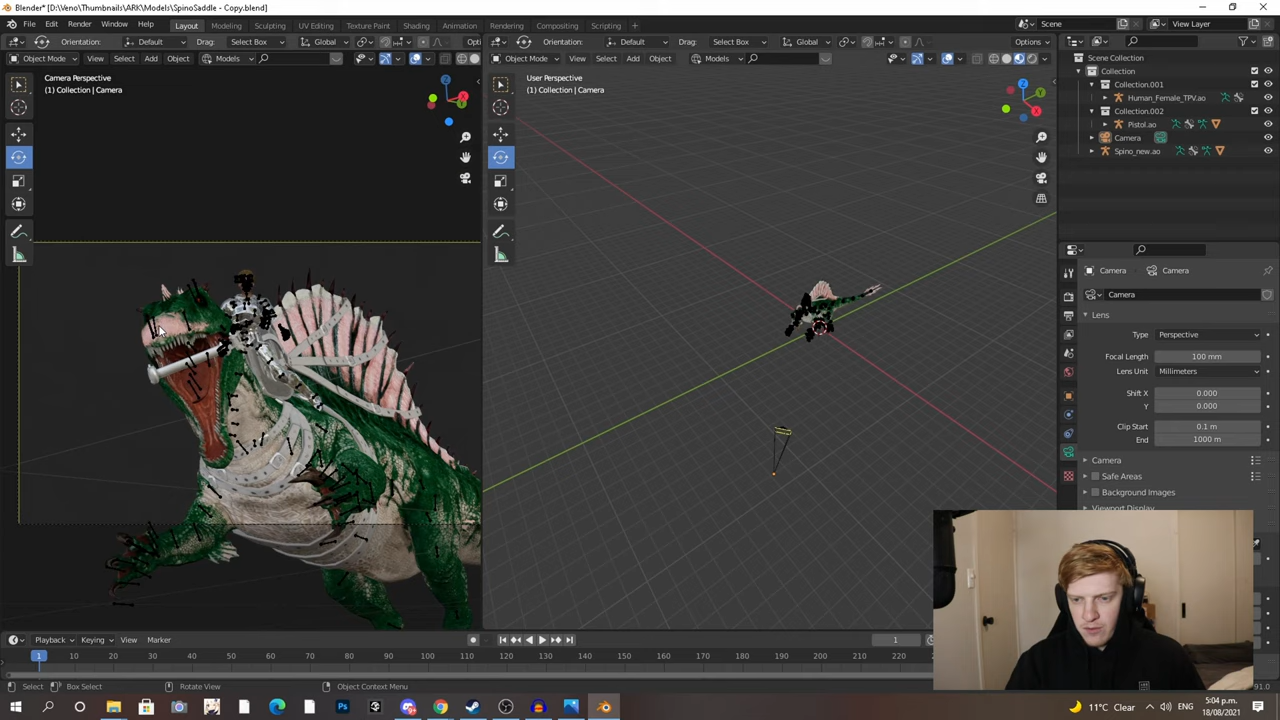 Blender* [D:\Veno\Thumbnails\ARK\Models\SpinoSaddle - Copy.blend]
File Edit Render Window Help Layout Modeling Sculpting UV Editing Texture Paint Shading Animation Rendering Compositing Scripting + Scene View Layer
Orientation: Default Drag: Select Box Global Opti
Orientation: Default Drag: Select Box Global Options
Object Mode View Select Add Object Models
Object Mode View Select Add Object Models
Camera Perspective
(1) Collection | Camera
User Perspective
(1) Collection | Camera
Scene Collection
Collection
Collection.001
Human_Female_TPV.ao
Collection.002
Pistol.ao
Camera
Spino_new.ao
Camera Camera
Camera
Lens
Type Perspective
Focal Length 100 mm
Lens Unit Millimeters
Shift X 0.000
Y 0.000
Clip Start 0.1 m
End 1000 m
Camera
Safe Areas
Background Images
Viewport Display
Playback Keying View Marker 1
1 10 20 30 40 50 60 70 80 90 100 110 120 130 140 150 160 170 180 190 200 210 220
Select Box Select Rotate View Object Context Menu 91.0
11°C Clear ENG 5:04 p.m.
18/08/2021